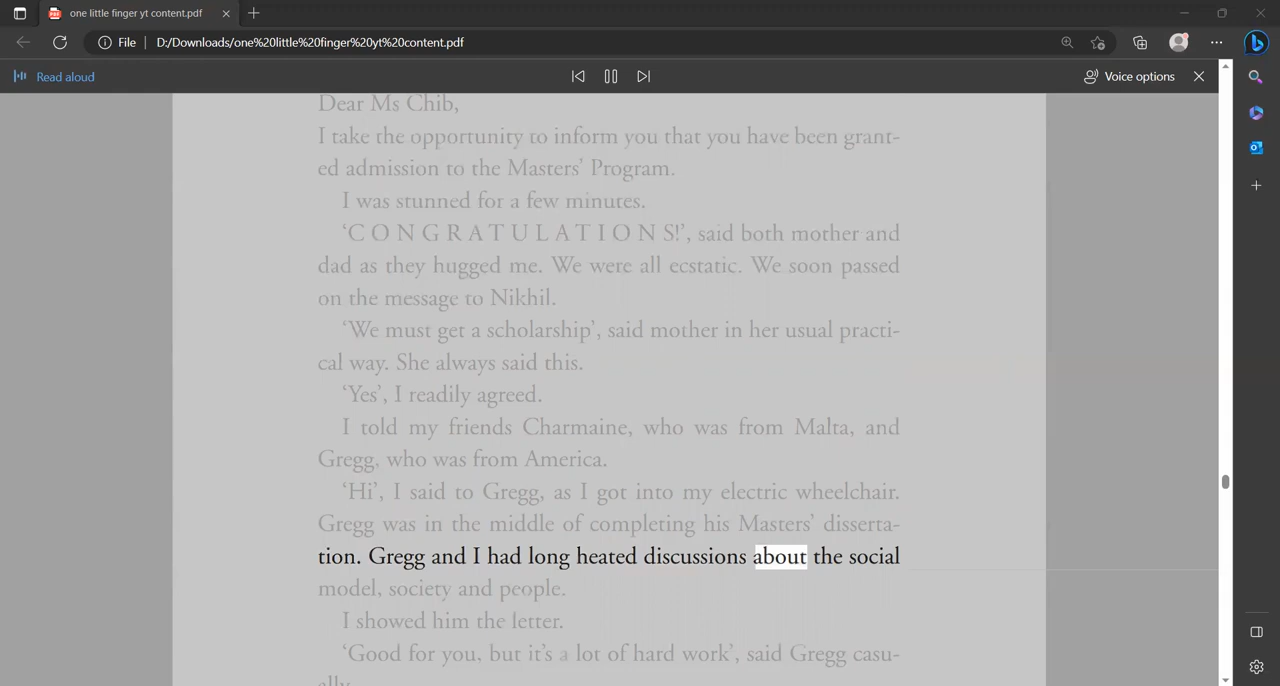 one little finger yt content.pdf
File D:/Downloads/one%20little%20finger%20yt%20content.pdf
Read aloud
Voice options
Dear Ms Chib,
I take the opportunity to inform you that you have been grant-
ed admission to the Masters’ Program.
I was stunned for a few minutes.
‘C O N G R A T U L A T I O N S!’, said both mother and
dad as they hugged me. We were all ecstatic. We soon passed
on the message to Nikhil.
‘We must get a scholarship’, said mother in her usual practi-
cal way. She always said this.
‘Yes’, I readily agreed.
I told my friends Charmaine, who was from Malta, and
Gregg, who was from America.
‘Hi’, I said to Gregg, as I got into my electric wheelchair.
Gregg was in the middle of completing his Masters’ disserta-
tion. Gregg and I had long heated discussions about the social
model, society and people.
I showed him the letter.
‘Good for you, but it’s a lot of hard work’, said Gregg casu-
ally.